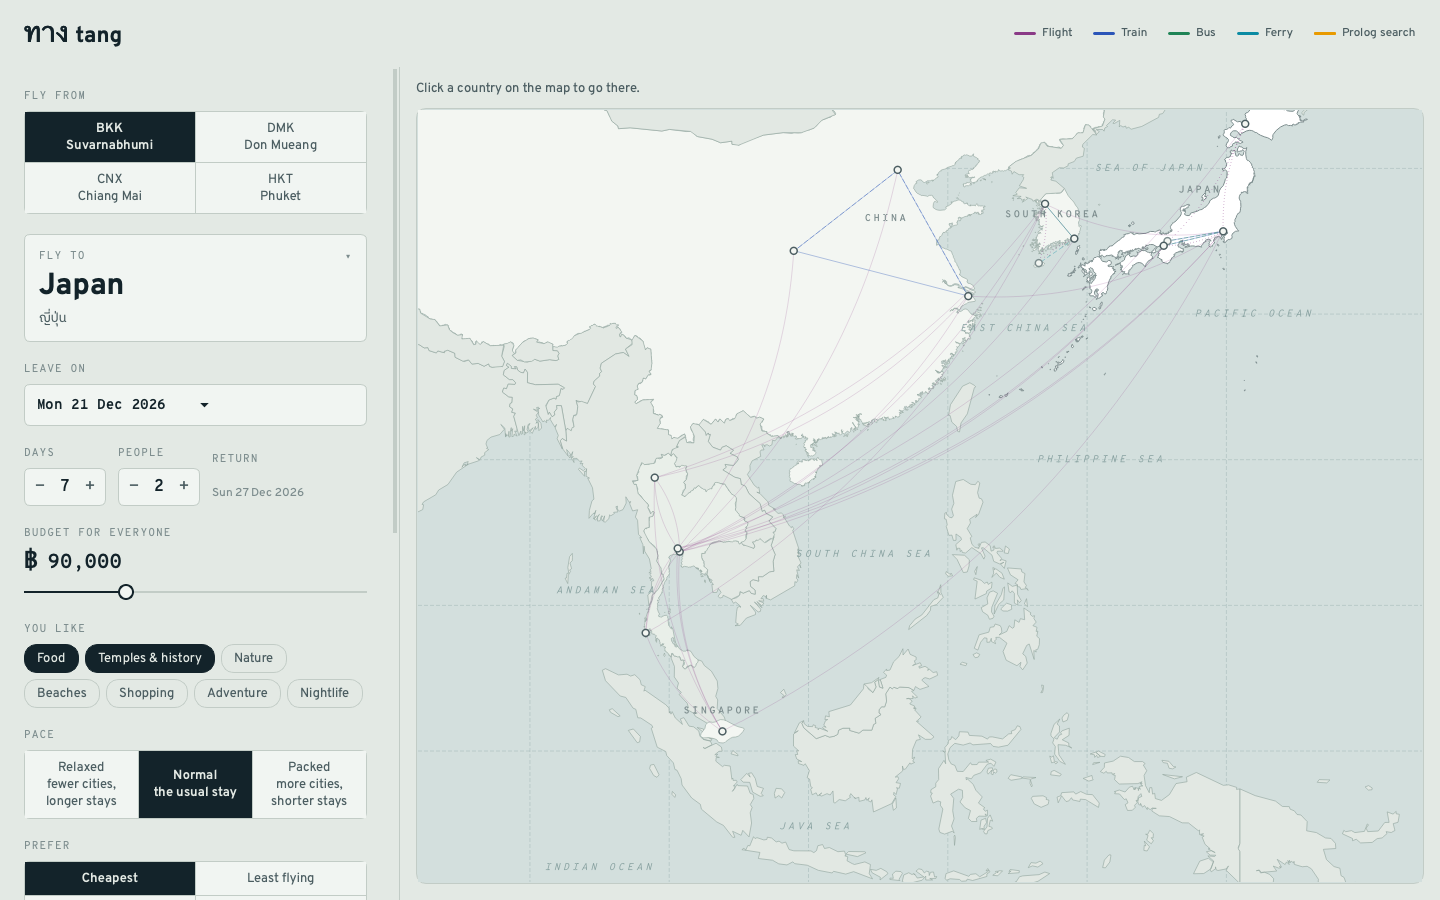 ทาง tang
Flight
Train
Bus
Ferry
Prolog search
FLY FROM
BKK
Suvarnabhumi
DMK
Don Mueang
CNX
Chiang Mai
HKT
Phuket
FLY TO
Japan
ญี่ปุ่น
LEAVE ON
Mon 21 Dec 2026
DAYS
PEOPLE
RETURN
− 7 +
− 2 +
Sun 27 Dec 2026
BUDGET FOR EVERYONE
฿ 90,000
YOU LIKE
Food
Temples & history
Nature
Beaches
Shopping
Adventure
Nightlife
PACE
Relaxed
fewer cities,
longer stays
Normal
the usual stay
Packed
more cities,
shorter stays
PREFER
Cheapest
Least flying
Click a country on the map to go there.
SEA OF JAPAN
JAPAN
CHINA
SOUTH KOREA
PACIFIC OCEAN
EAST CHINA SEA
PHILIPPINE SEA
SOUTH CHINA SEA
ANDAMAN SEA
SINGAPORE
JAVA SEA
INDIAN OCEAN